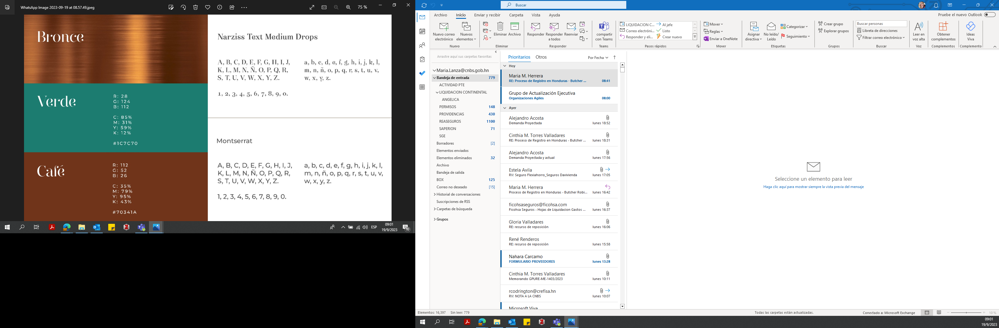 WhatsApp Image 2023-09-19 at 08.57.49.jpeg
75 %
Bronce
Verde
R: 28
G: 124
B: 112
C: 85%
M: 31%
Y: 59%
K: 12%
#1C7C70
Café
R: 112
G: 52
B: 26
C: 35%
M: 79%
Y: 95%
K: 43%
#70341A
Narziss Text Medium Drops
A, B, C, D, E, F, G, H, I, J,
K, L, M, N, Ñ, O, P, Q, R,
S, T, U, V, W, X, Y, Z.
a, b, c, d, e, f, g, h, i, j, k, l,
m, n, ñ, o, p, q, r, s, t, u, v,
w, x, y, z.
1, 2, 3, 4, 5, 6, 7, 8, 9, 0.
Montserrat
A, B, C, D, E, F, G, H, I, J,
K, L, M, N, Ñ, O, P, Q, R,
S, T, U, V, W, X, Y, Z.
a, b, c, d, e, f, g, h, i, j, k, l,
m, n, ñ, o, p, q, r, s, t, u, v,
w, x, y, z.
1, 2, 3, 4, 5, 6, 7, 8, 9, 0.
ESP
09:01
19/9/2023
10
Buscar
Archivo Inicio Enviar y recibir Carpeta Vista Ayuda
Pruebe el nuevo Outlook
Nuevo correo electrónico
Nuevos elementos
Nuevo
Eliminar
Archivo
Eliminar
Responder
Responder a todos
Reenviar
Responder
compartir con Teams
Teams
LIQUIDACION C...
Al jefe
Correo electróni...
Listo
Responder y eli...
Crear nuevo
Pasos rápidos
Mover
Reglas
Enviar a OneNote
Mover
Asignar directiva
No leído/ Leído
Categorizar
Seguimiento
Etiquetas
Crear grupo
Explorar grupos
Grupos
Buscar personas
Libreta de direcciones
Filtrar correo electrónico
Buscar
Leer en voz alta
Voz
Obtener complementos
Complementos
Ideas Viva
Complemento
Arrastre aquí sus carpetas favoritas
Maria.Lanza@cnbs.gob.hn
Bandeja de entrada 779
ACTIVIDAD PTE
LIQUIDACION CONTINENTAL
ANGELICA
PERMISOS 148
PROVIDENCIAS 430
REASEGUROS 1100
SAPERION 71
SGE
Borradores [2]
Elementos enviados
Elementos eliminados 32
Archivo
Bandeja de salida
BOX 125
Correo no deseado [15]
Historial de conversaciones
Suscripciones de RSS
Carpetas de búsqueda
Grupos
Prioritarios Otros Por Fecha
Hoy
Maria M. Herrera
RE: Proceso de Registro en Honduras - Butcher ... 08:41
Grupo de Actualización Ejecutiva
Organizaciones Agiles 08:00
Ayer
Alejandro Acosta
Demanda Proyectada lunes 18:52
Cinthia M. Torres Valladares
RE: Proceso de Registro en Honduras - Butcher ... lunes 18:31
Alejandro Acosta
Demanda Proyectada y actual lunes 17:56
Estela Avila
RV: Seguro Flexiahorro_Seguros Davivienda lunes 17:05
Maria M. Herrera
Proceso de Registro en Honduras - Butcher Robi... lunes 16:42
ficohsaseguros@ficohsa.com
Ficohsa Seguros - Hojas de Liquidacion Gastos ... lunes 16:37
Gloria Valladares
RE: recurso de reposición lunes 16:06
René Renderos
RE: recurso de reposición lunes 15:58
Nahara Carcamo
FORMULARIO PROVEEDORES lunes 13:28
Cinthia M. Torres Valladares
Memorando GPURE-ME-1403/2023 lunes 10:11
rcodrington@crefisa.hn
RV: NOTA A LA CNBS lunes 10:07
Microsoft Viva
Seleccione un elemento para leer
Haga clic aquí para mostrar siempre la vista previa del mensaje
Elementos: 16,397 Sin leer: 779
Todas las carpetas están actualizadas.
Conectado a: Microsoft Exchange
10 %
09:01
19/9/2023